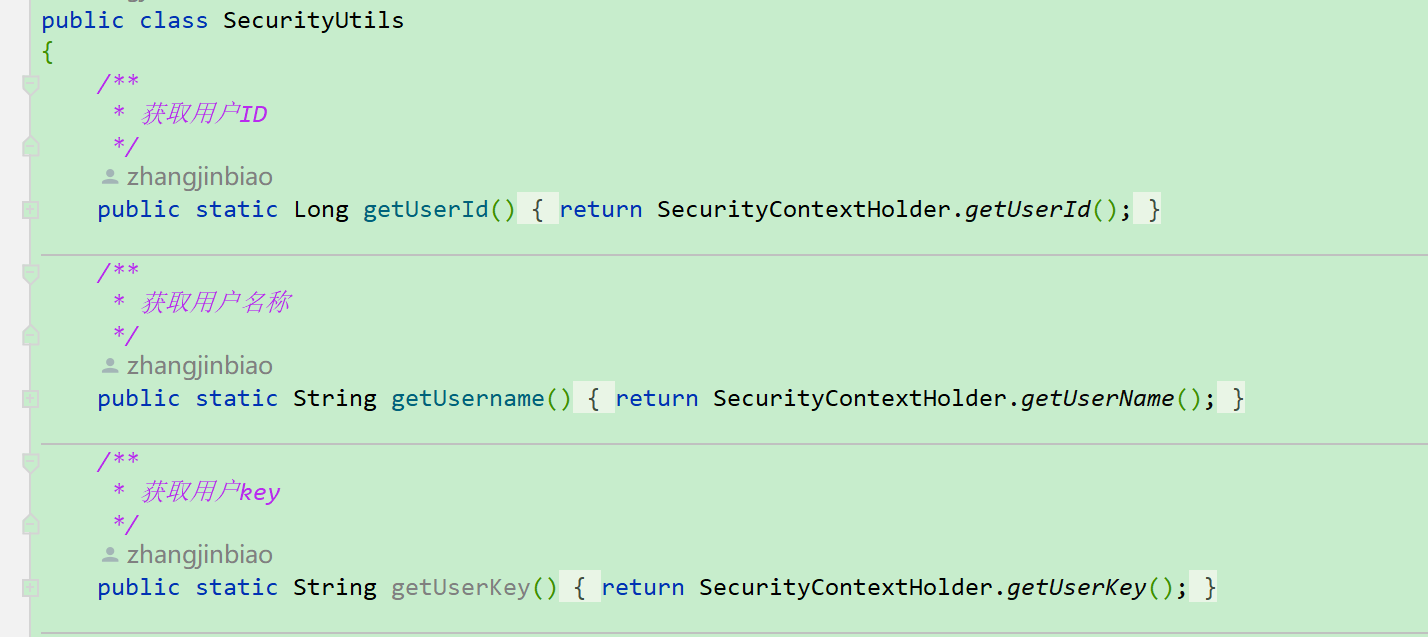 public class SecurityUtils
{
/**
* 获取用户ID
*/
zhangjinbiao
public static Long getUserId() { return SecurityContextHolder.getUserId(); }
/**
* 获取用户名称
*/
zhangjinbiao
public static String getUsername() { return SecurityContextHolder.getUserName(); }
/**
* 获取用户key
*/
zhangjinbiao
public static String getUserKey() { return SecurityContextHolder.getUserKey(); }